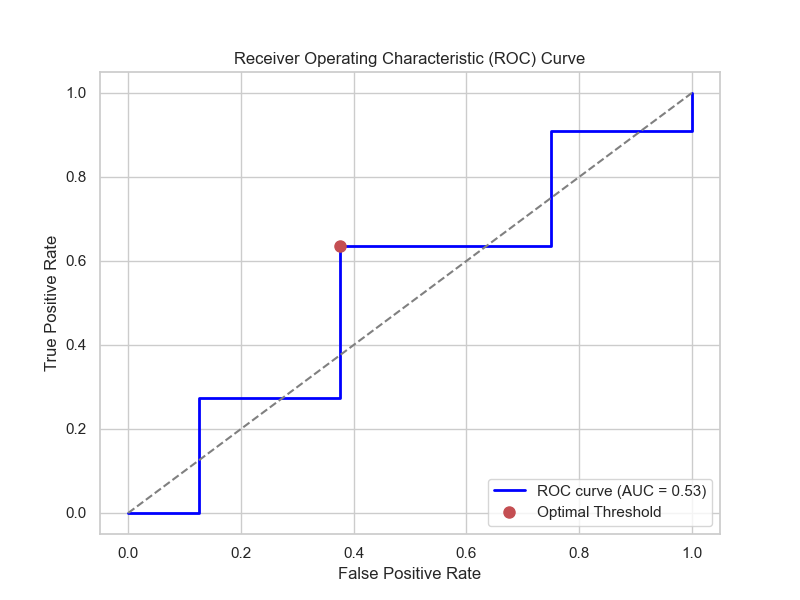 Receiver Operating Characteristic (ROC) Curve
1.0
0.8
0.6
0.4
0.2
0.0
True Positive Rate
0.0 0.2 0.4 0.6 0.8 1.0
False Positive Rate
ROC curve (AUC = 0.53)
Optimal Threshold